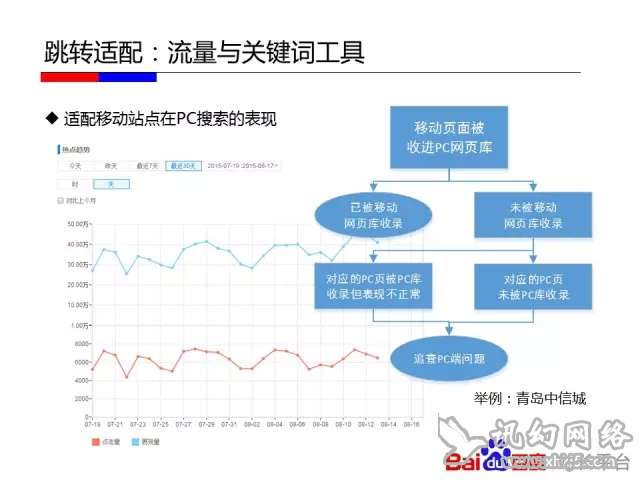 跳转适配：流量与关键词工具
◆ 适配移动站点在PC搜索的表现
热点趋势
今天 昨天 最近7天 最近30天 2015-07-19~2015-08-17
时 天
对比上个月
50.00万
40.00万
30.00万
20.00万
10.00万
1.00万
8000
6000
4000
2000
0
07-19 07-21 07-23 07-25 07-27 07-29 07-31 08-02 08-04 08-06 08-08 08-10 08-12 08-14 08-16
点击量 展现量
移动页面被
收进PC网页库
已被移动
网页库收录
未被移动
网页库收录
对应的PC页被PC库
收录但表现不正常
对应的PC页
未被PC库收录
追查PC端问题
举例：青岛中信城
讯幻网络
Bai 百度
平台